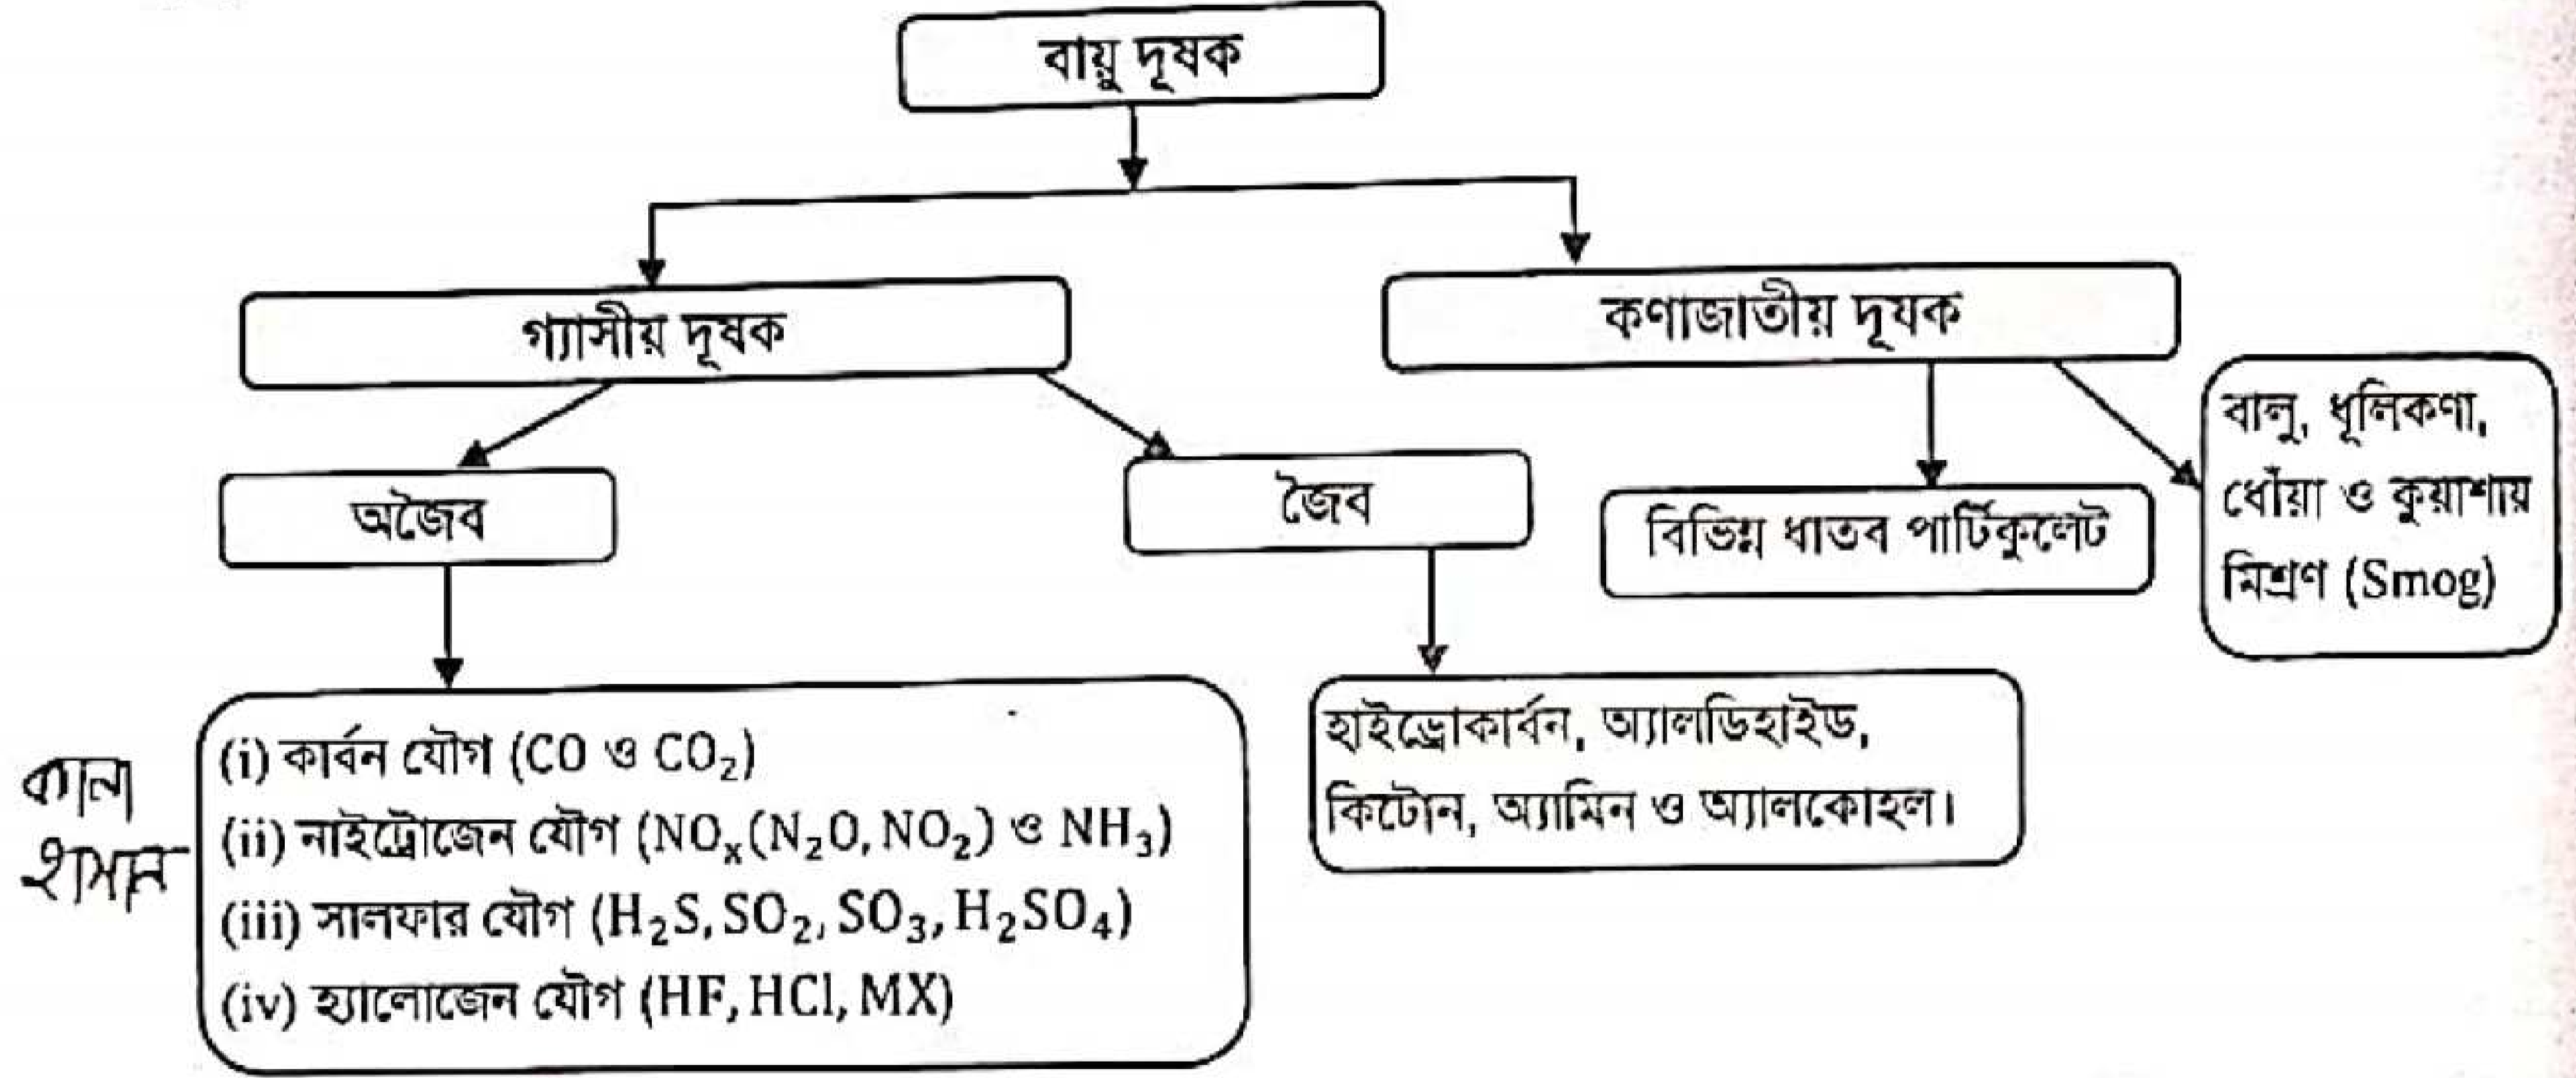 বায়ু দূষক
গ্যাসীয় দূষক
কণাজাতীয় দূষক
অজৈব
জৈব
বিভিন্ন ধাতব পার্টিকুলেট
বালু, ধূলিকণা,
ধোঁয়া ও কুয়াশায়
মিশ্রণ (Smog)
(i) কার্বন যৌগ (CO ও CO₂)
(ii) নাইট্রোজেন যৌগ (NOₓ(N₂O, NO₂) ও NH₃)
(iii) সালফার যৌগ (H₂S, SO₂, SO₃, H₂SO₄)
(iv) হ্যালোজেন যৌগ (HF, HCl, MX)
হাইড্রোকার্বন, অ্যালডিহাইড,
কিটোন, অ্যামিন ও অ্যালকোহল।
কানা